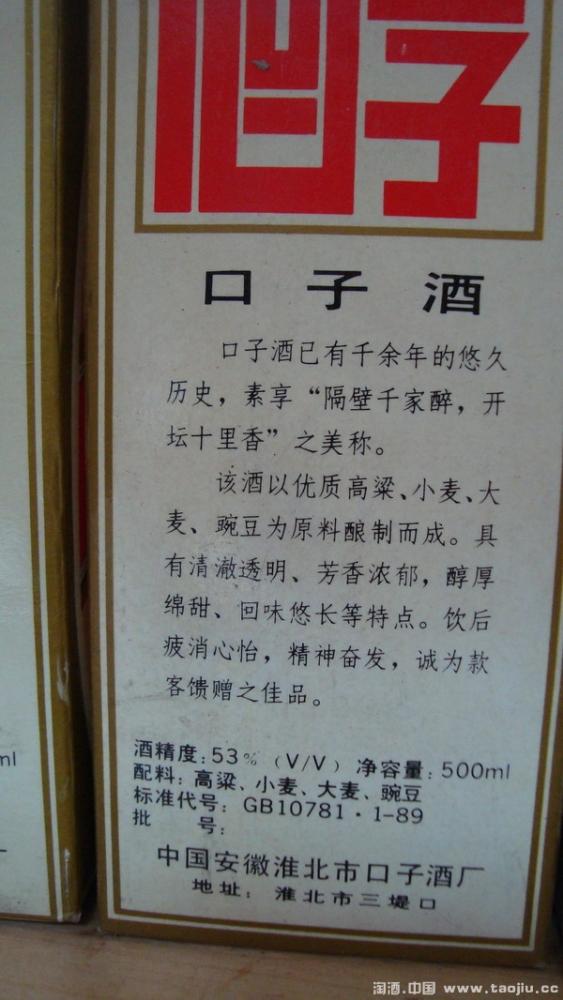 口子酒
口子酒已有千余年的悠久
历史，素享“隔壁千家醉，开
坛十里香”之美称。
该酒以优质高粱、小麦、大
麦、豌豆为原料酿制而成。具
有清澈透明、芳香浓郁，醇厚
绵甜、回味悠长等特点。饮后
疲消心怡，精神奋发，诚为款
客馈赠之佳品。
酒精度：53%（V/V）净容量：500ml
配料：高粱、小麦、大麦、豌豆
标准代号：GB10781·1-89
批 号：
中国安徽淮北市口子酒厂
地址：淮北市三堤口
ml
淘酒.中国 www.taojiu.cc